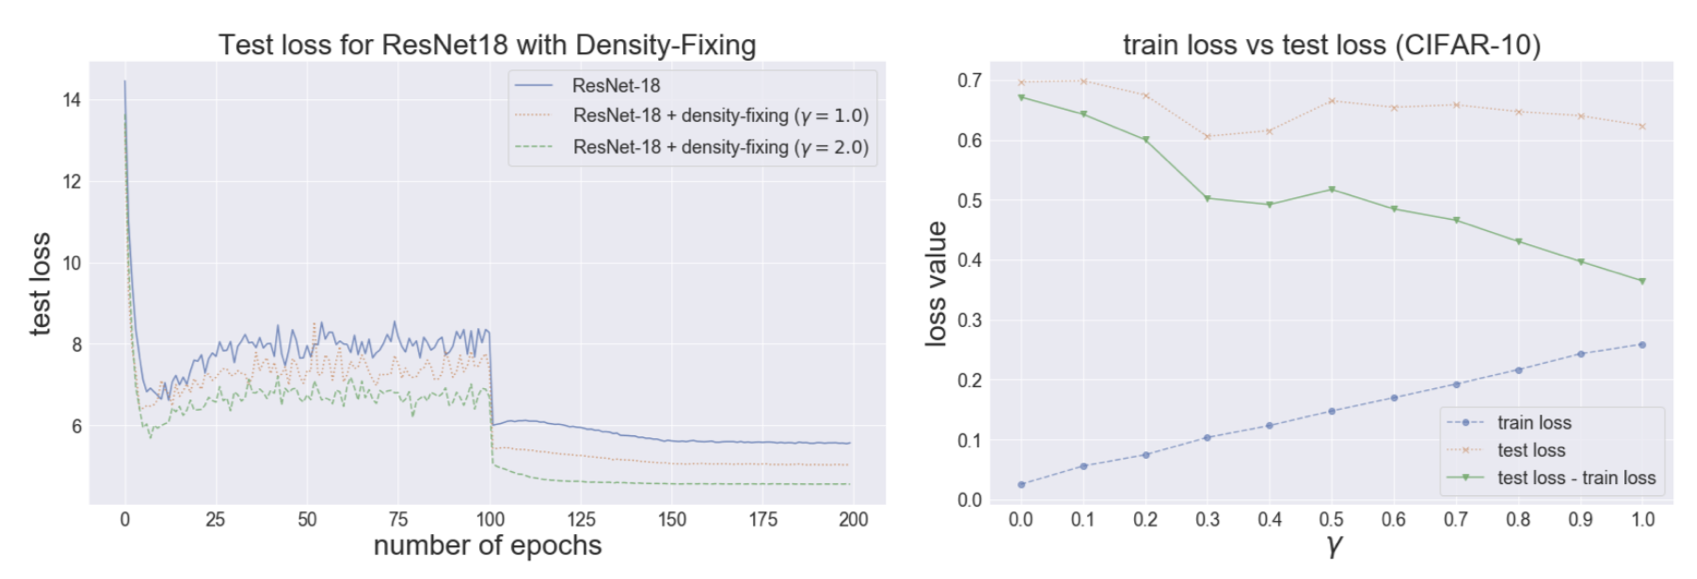 Test loss for ResNet18 with Density-Fixing
ResNet-18
ResNet-18 + density-fixing (γ = 1.0)
ResNet-18 + density-fixing (γ = 2.0)
test loss
14
12
10
8
6
0 25 50 75 100 125 150 175 200
number of epochs
train loss vs test loss (CIFAR-10)
loss value
0.7
0.6
0.5
0.4
0.3
0.2
0.1
0.0
train loss
test loss
test loss - train loss
0.0 0.1 0.2 0.3 0.4 0.5 0.6 0.7 0.8 0.9 1.0
γ